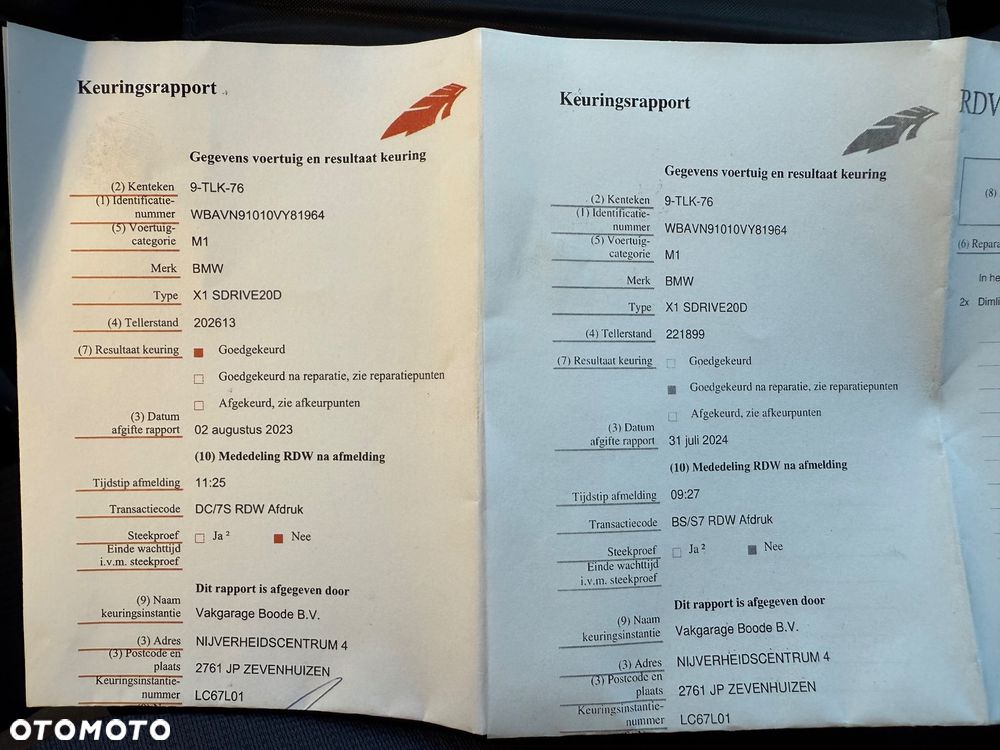 Keuringsrapport
Gegevens voertuig en resultaat keuring
(2) Kenteken 9-TLK-76
(1) Identificatie-
nummer WBAVN91010VY81964
(5) Voertuig-
categorie M1
Merk BMW
Type X1 SDRIVE20D
(4) Tellerstand 202613
(7) Resultaat keuring Goedgekeurd
Goedgekeurd na reparatie, zie reparatiepunten
Afgekeurd, zie afkeurpunten
(3) Datum
afgifte rapport 02 augustus 2023
(10) Mededeling RDW na afmelding
Tijdstip afmelding 11:25
Transactiecode DC/7S RDW Afdruk
Steekproef Ja ² Nee
Einde wachttijd
i.v.m. steekproef
Dit rapport is afgegeven door
(9) Naam
keuringsinstantie Vakgarage Boode B.V.
(3) Adres NIJVERHEIDSCENTRUM 4
(3) Postcode en
plaats 2761 JP ZEVENHUIZEN
Keuringsinstantie-
nummer LC67L01
Keuringsrapport
Gegevens voertuig en resultaat keuring
(2) Kenteken 9-TLK-76
(1) Identificatie-
nummer WBAVN91010VY81964
(5) Voertuig-
categorie M1
Merk BMW
Type X1 SDRIVE20D
(4) Tellerstand 221899
(7) Resultaat keuring Goedgekeurd
Goedgekeurd na reparatie, zie reparatiepunten
Afgekeurd, zie afkeurpunten
(3) Datum
afgifte rapport 31 juli 2024
(10) Mededeling RDW na afmelding
Tijdstip afmelding 09:27
Transactiecode BS/S7 RDW Afdruk
Steekproef Ja ² Nee
Einde wachttijd
i.v.m. steekproef
Dit rapport is afgegeven door
(9) Naam
keuringsinstantie Vakgarage Boode B.V.
(3) Adres NIJVERHEIDSCENTRUM 4
(3) Postcode en
plaats 2761 JP ZEVENHUIZEN
Keuringsinstantie-
nummer LC67L01
RDW
(8)
(6) Repara
In he
2x Dimli
OTOMOTO